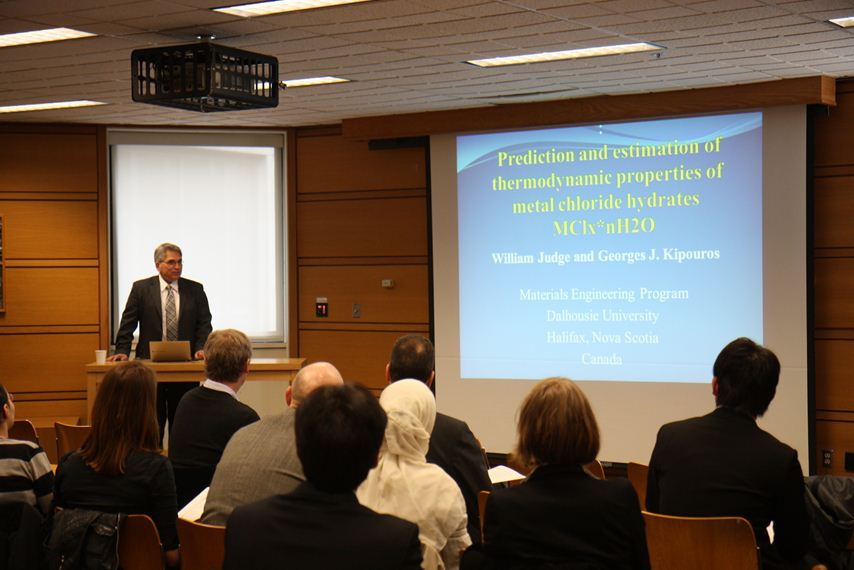 Prediction and estimation of
thermodynamic properties of
metal chloride hydrates
MClx*nH2O
William Judge and Georges J. Kipouros
Materials Engineering Program
Dalhousie University
Halifax, Nova Scotia
Canada